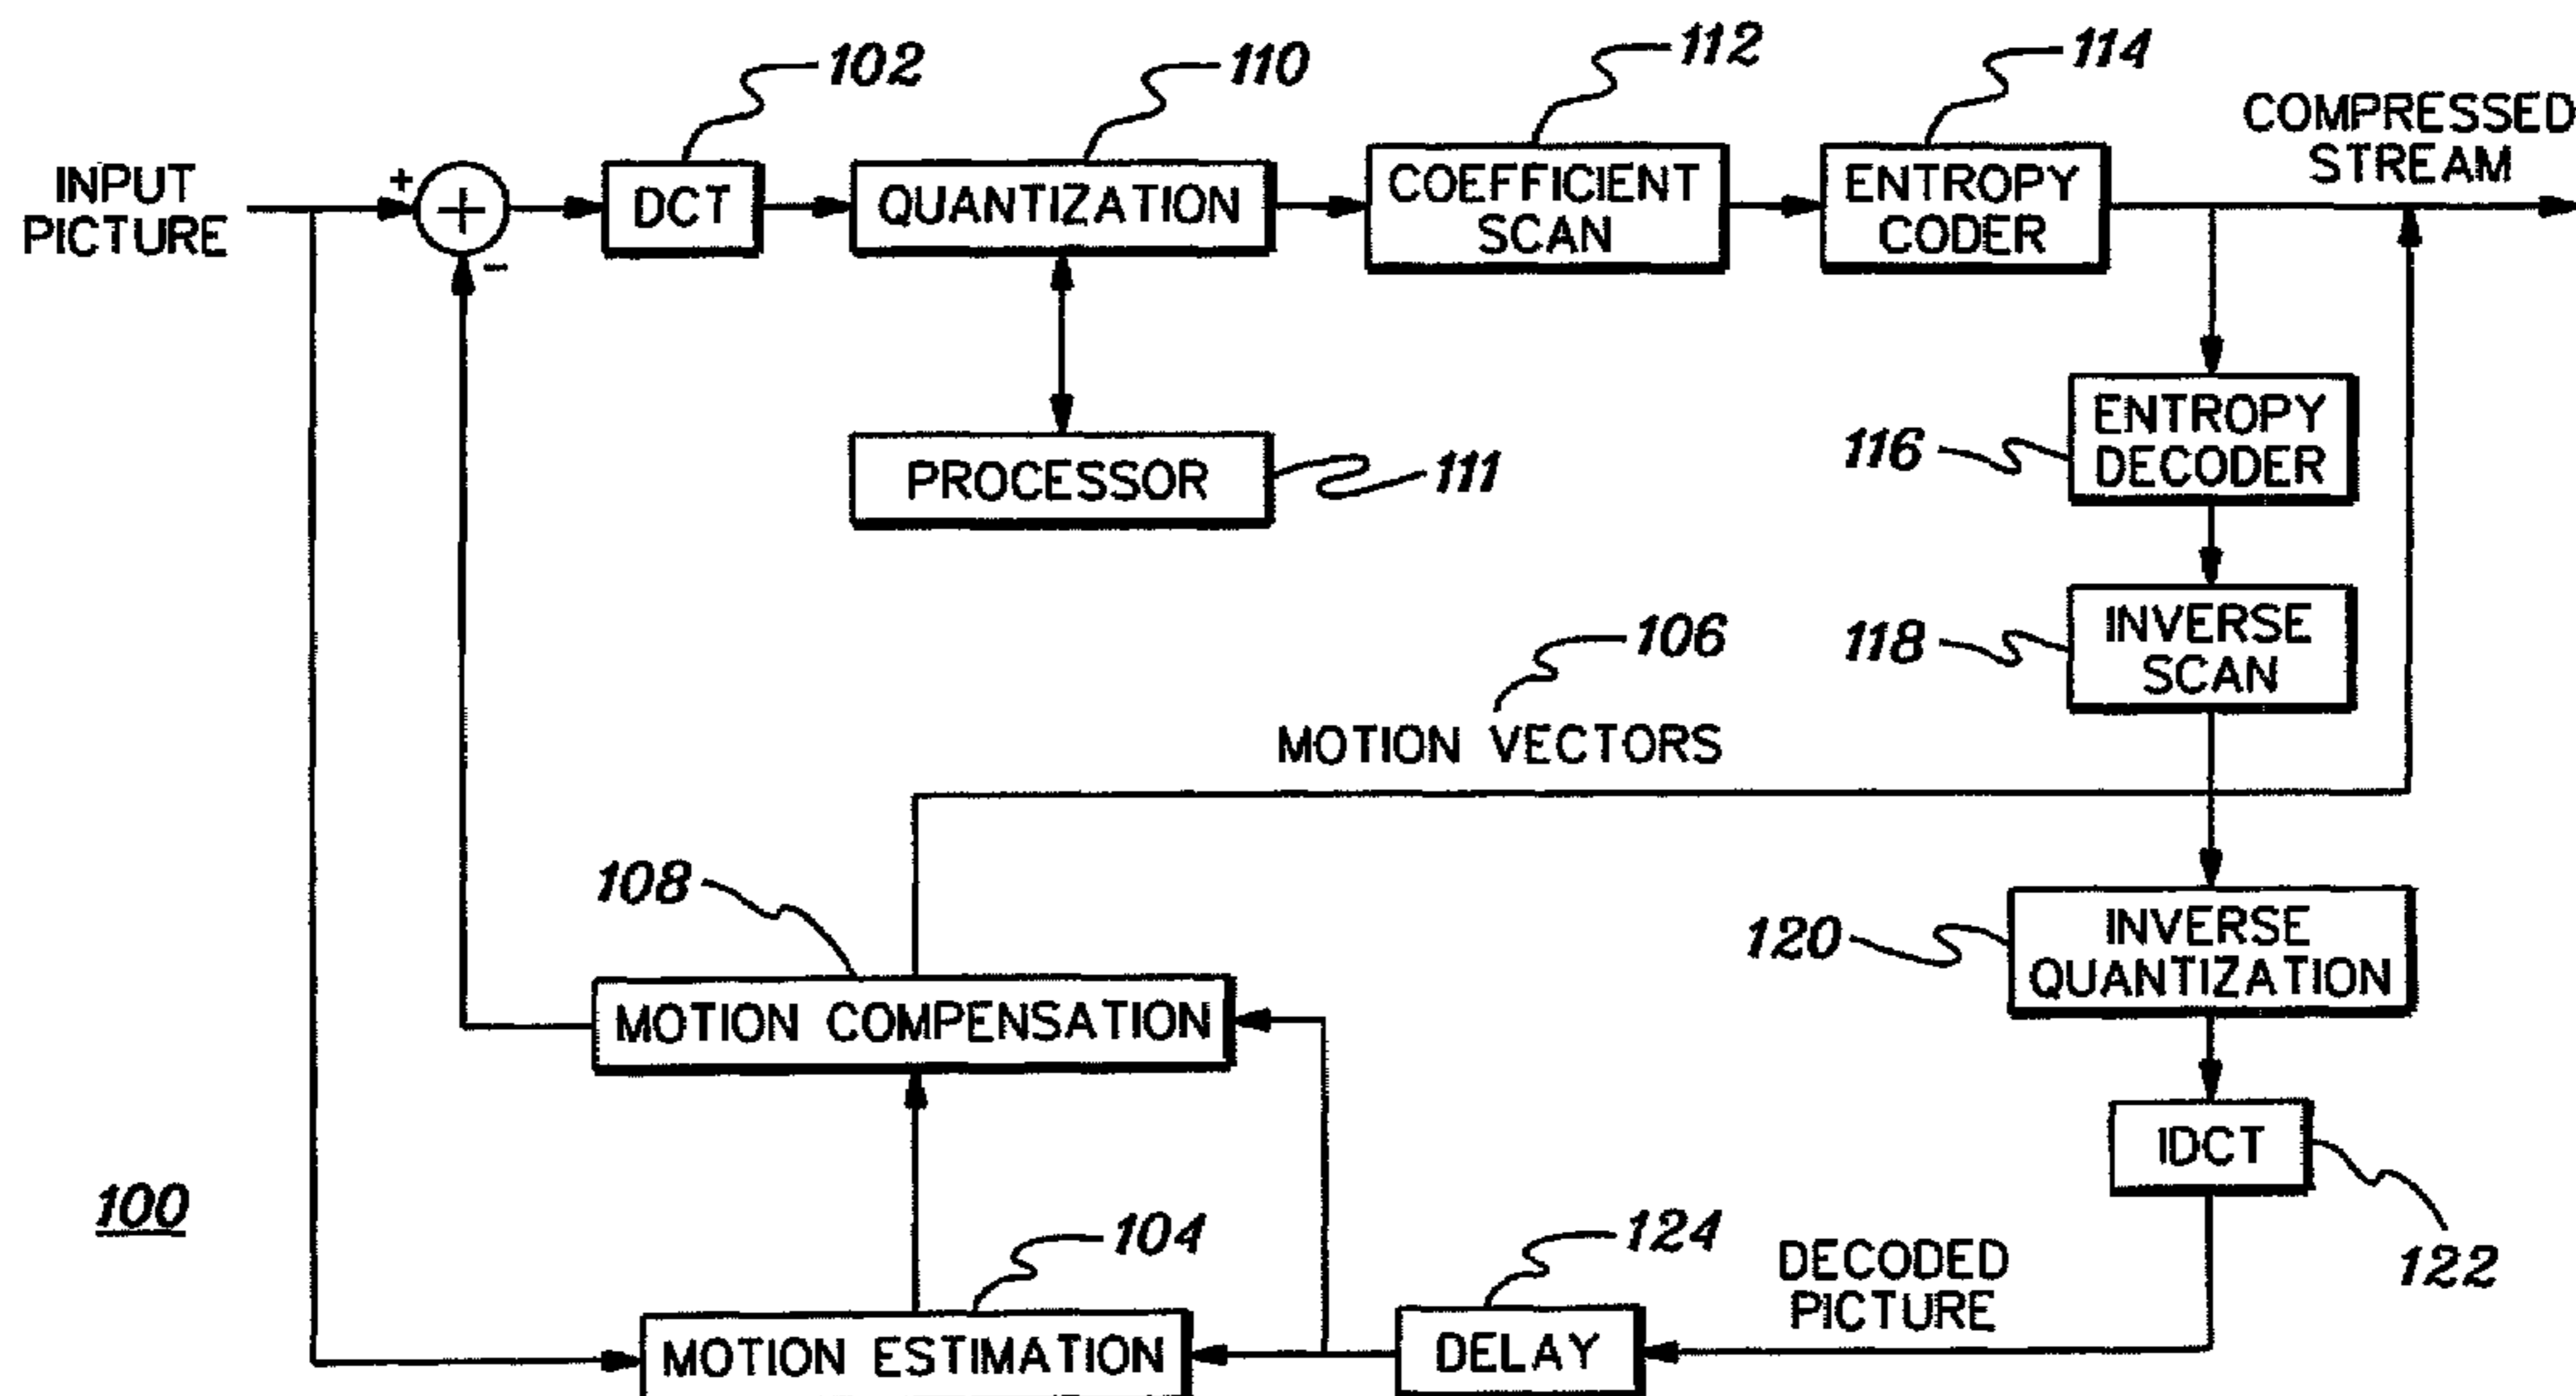 102
110
112
114
COMPRESSED
STREAM
INPUT
PICTURE
+
+
-
DCT
QUANTIZATION
COEFFICIENT
SCAN
ENTROPY
CODER
PROCESSOR
111
116
ENTROPY
DECODER
106
118
INVERSE
SCAN
MOTION VECTORS
108
120
INVERSE
QUANTIZATION
MOTION COMPENSATION
IDCT
122
100
104
124
DECODED
PICTURE
MOTION ESTIMATION
DELAY